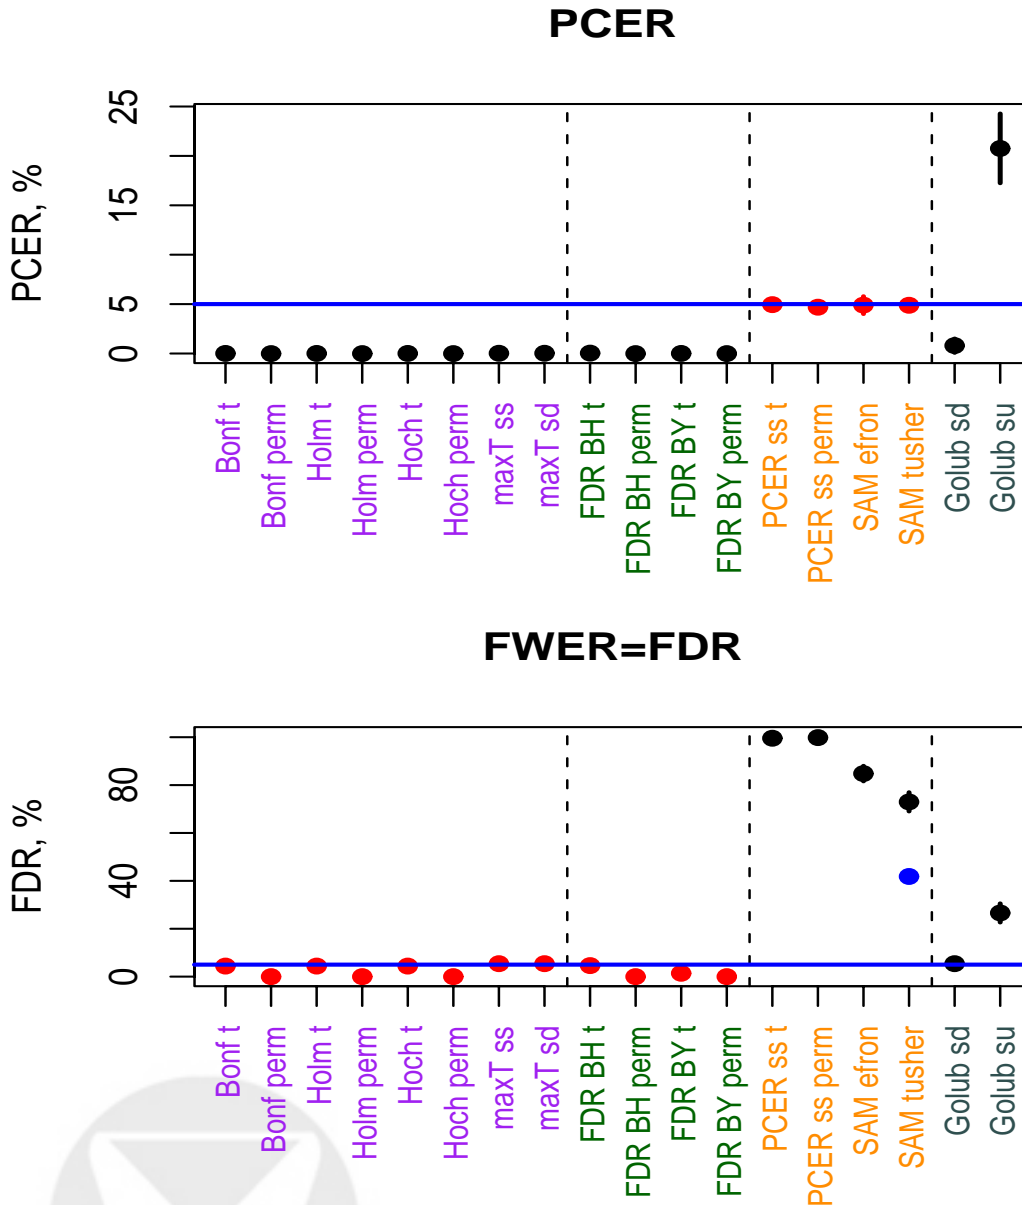 PCER
PCER, %
25
15
5
0
Bonf t
Bonf perm
Holm t
Holm perm
Hoch t
Hoch perm
maxT ss
maxT sd
FDR BH t
FDR BH perm
FDR BY t
FDR BY perm
PCER ss t
PCER ss perm
SAM efron
SAM tusher
Golub sd
Golub su
FWER=FDR
FDR, %
80
40
0
Bonf t
Bonf perm
Holm t
Holm perm
Hoch t
Hoch perm
maxT ss
maxT sd
FDR BH t
FDR BH perm
FDR BY t
FDR BY perm
PCER ss t
PCER ss perm
SAM efron
SAM tusher
Golub sd
Golub su